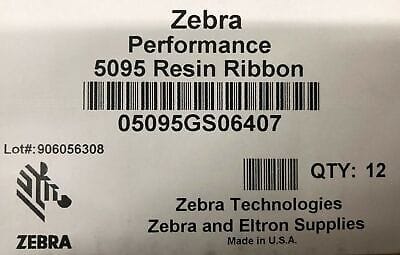 Zebra
Performance
5095 Resin Ribbon
05095GS06407
Lot#:906056308
QTY: 12
ZEBRA
Zebra Technologies
Zebra and Eltron Supplies
Made in U.S.A.